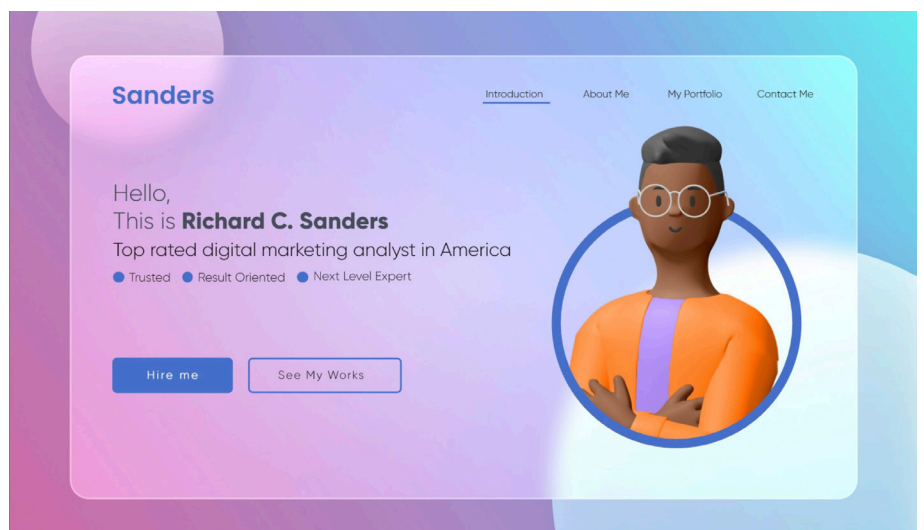 Sanders
Introduction About Me My Portfolio Contact Me
Hello,
This is Richard C. Sanders
Top rated digital marketing analyst in America
Trusted Result Oriented Next Level Expert
Hire me See My Works